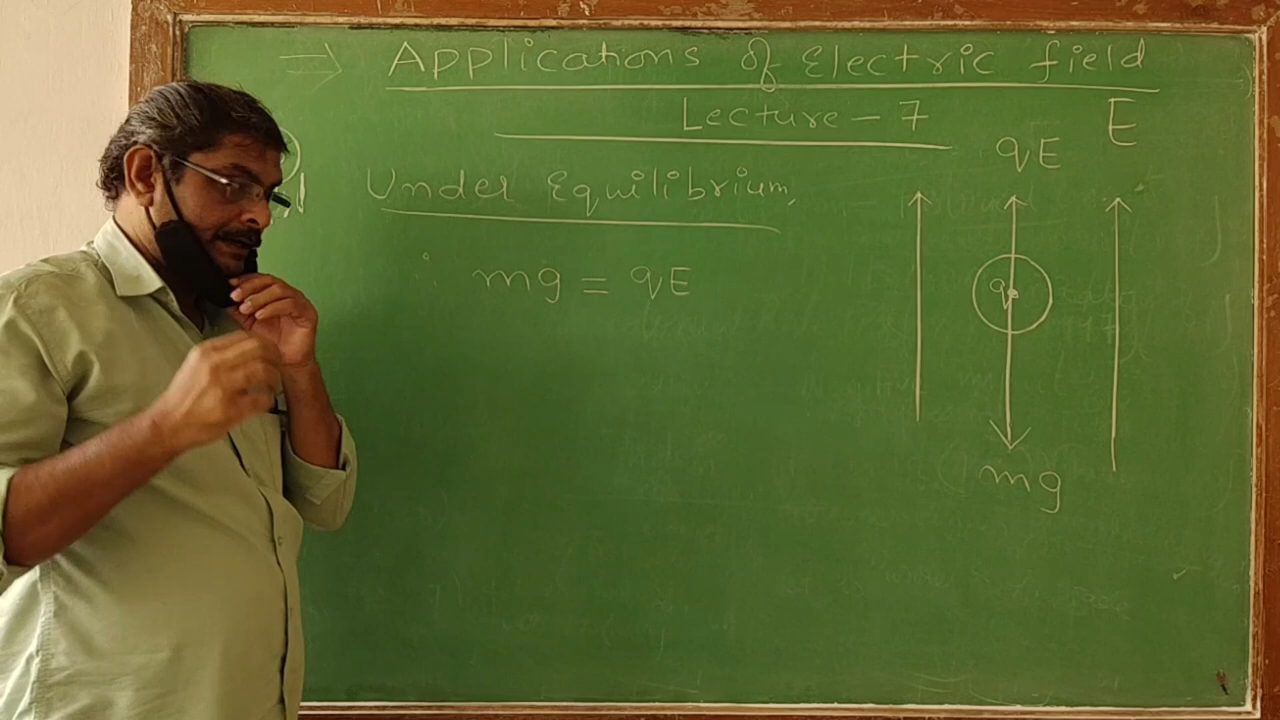 ⇒ Applications of Electric field
Lecture - 7
E
qE
Under Equilibrium,
mg = qE
q
mg